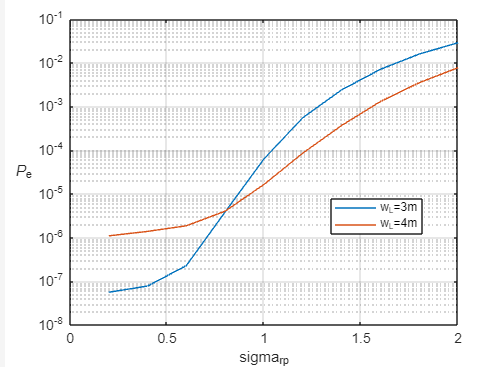 10⁻¹
10⁻²
10⁻³
10⁻⁴
Pₑ
10⁻⁵
w_L=3m
w_L=4m
10⁻⁶
10⁻⁷
10⁻⁸
0 0.5 1 1.5 2
sigma_rp